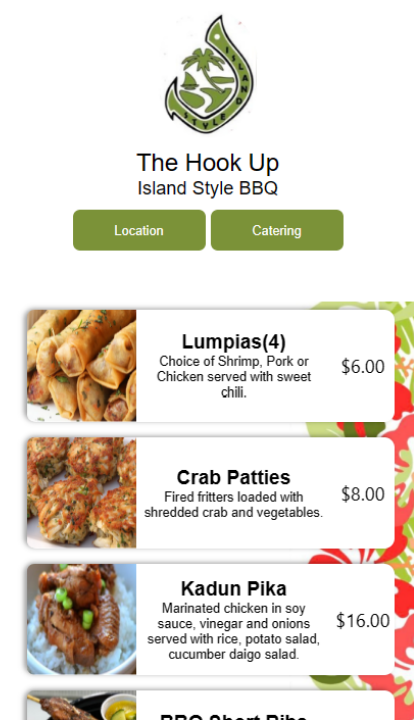 ISLAND
STYLE
The Hook Up
Island Style BBQ
Location
Catering
Lumpias(4)
Choice of Shrimp, Pork or
Chicken served with sweet
chili.
$6.00
Crab Patties
Fired fritters loaded with
shredded crab and vegetables.
$8.00
Kadun Pika
Marinated chicken in soy
sauce, vinegar and onions
served with rice, potato salad,
cucumber daigo salad.
$16.00
BBQ Short Ribs